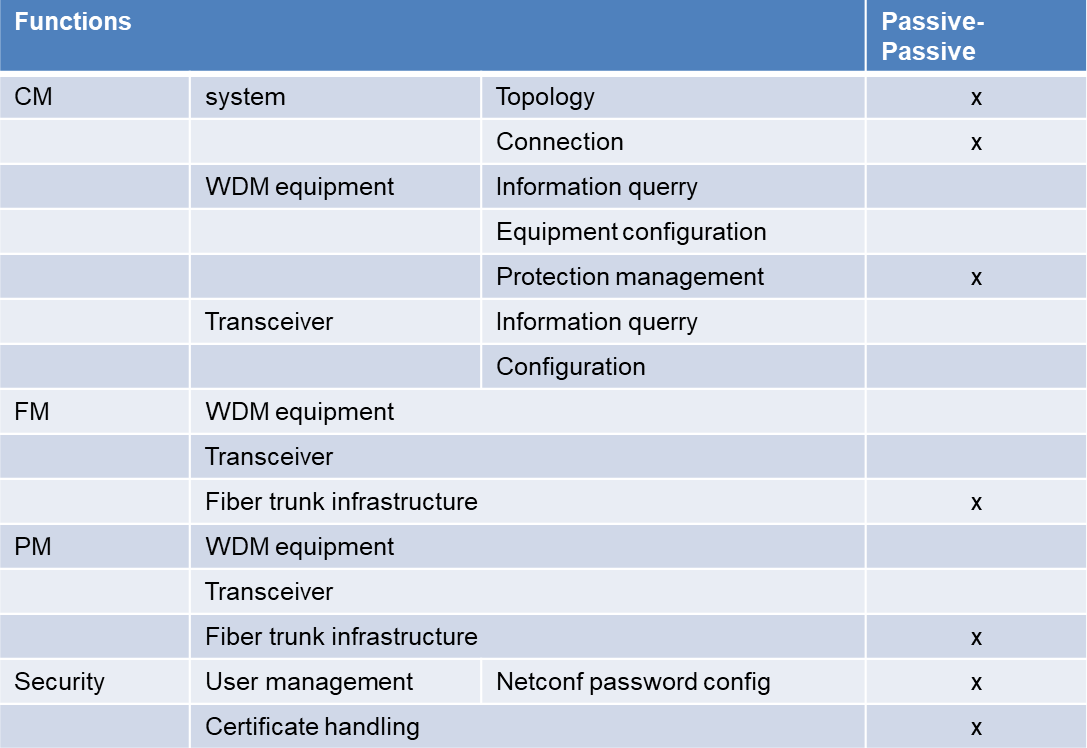 Functions Passive-
Passive
CM system Topology x
Connection x
WDM equipment Information querry
Equipment configuration
Protection management x
Transceiver Information querry
Configuration
FM WDM equipment
Transceiver
Fiber trunk infrastructure x
PM WDM equipment
Transceiver
Fiber trunk infrastructure x
Security User management Netconf password config x
Certificate handling x